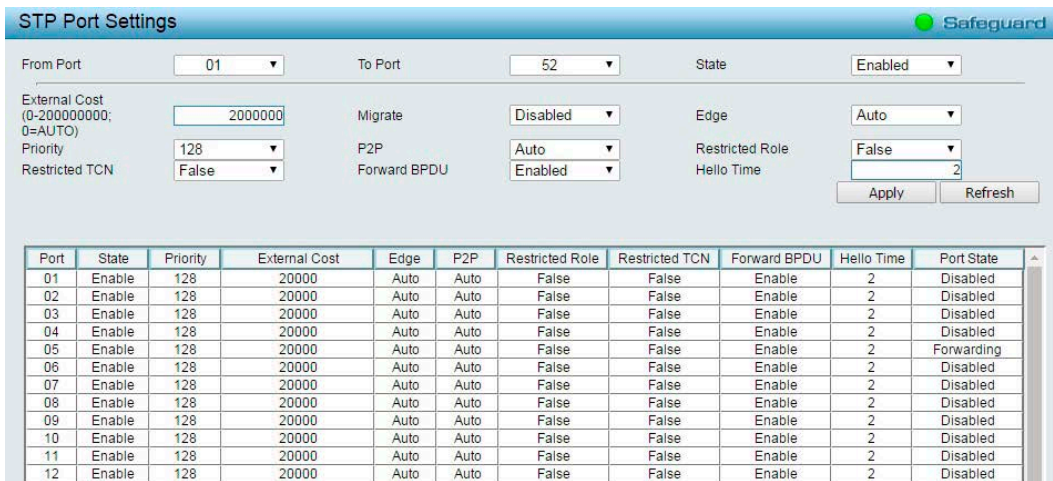 STP Port Settings Safeguard
From Port 01 To Port 52 State Enabled
External Cost
(0-200000000;
0=AUTO) 2000000 Migrate Disabled Edge Auto
Priority 128 P2P Auto Restricted Role False
Restricted TCN False Forward BPDU Enabled Hello Time 2
Apply Refresh
Port State Priority External Cost Edge P2P Restricted Role Restricted TCN Forward BPDU Hello Time Port State
01 Enable 128 20000 Auto Auto False False Enable 2 Disabled
02 Enable 128 20000 Auto Auto False False Enable 2 Disabled
03 Enable 128 20000 Auto Auto False False Enable 2 Disabled
04 Enable 128 20000 Auto Auto False False Enable 2 Disabled
05 Enable 128 20000 Auto Auto False False Enable 2 Forwarding
06 Enable 128 20000 Auto Auto False False Enable 2 Disabled
07 Enable 128 20000 Auto Auto False False Enable 2 Disabled
08 Enable 128 20000 Auto Auto False False Enable 2 Disabled
09 Enable 128 20000 Auto Auto False False Enable 2 Disabled
10 Enable 128 20000 Auto Auto False False Enable 2 Disabled
11 Enable 128 20000 Auto Auto False False Enable 2 Disabled
12 Enable 128 20000 Auto Auto False False Enable 2 Disabled